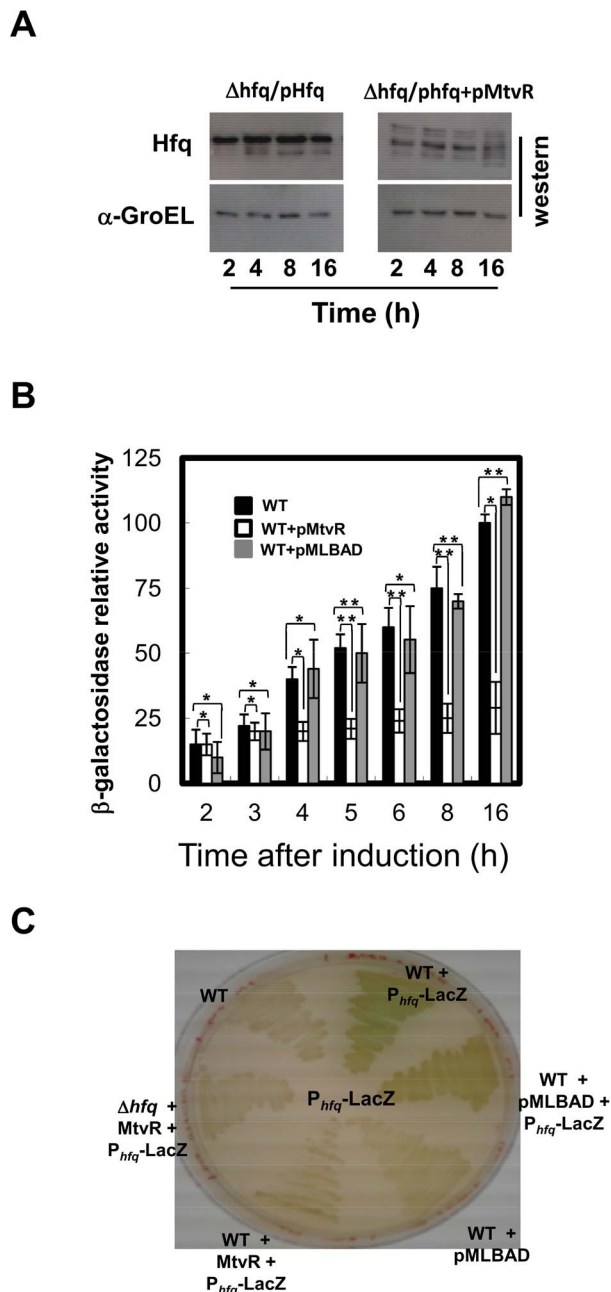 A
Δhfq/pHfq
Δhfq/phfq+pMtvR
Hfq
α-GroEL
western
2 4 8 16
2 4 8 16
Time (h)
B
β-galactosidase relative activity
125
100
75
50
25
0
WT
WT+pMtvR
WT+pMLBAD
*
*
*
*
*
*
**
**
*
**
**
**
**
*
2 3 4 5 6 8 16
Time after induction (h)
C
WT
WT +
Phfq-LacZ
Phfq-LacZ
Δhfq +
MtvR +
Phfq-LacZ
WT +
pMLBAD +
Phfq-LacZ
WT +
MtvR +
Phfq-LacZ
WT +
pMLBAD